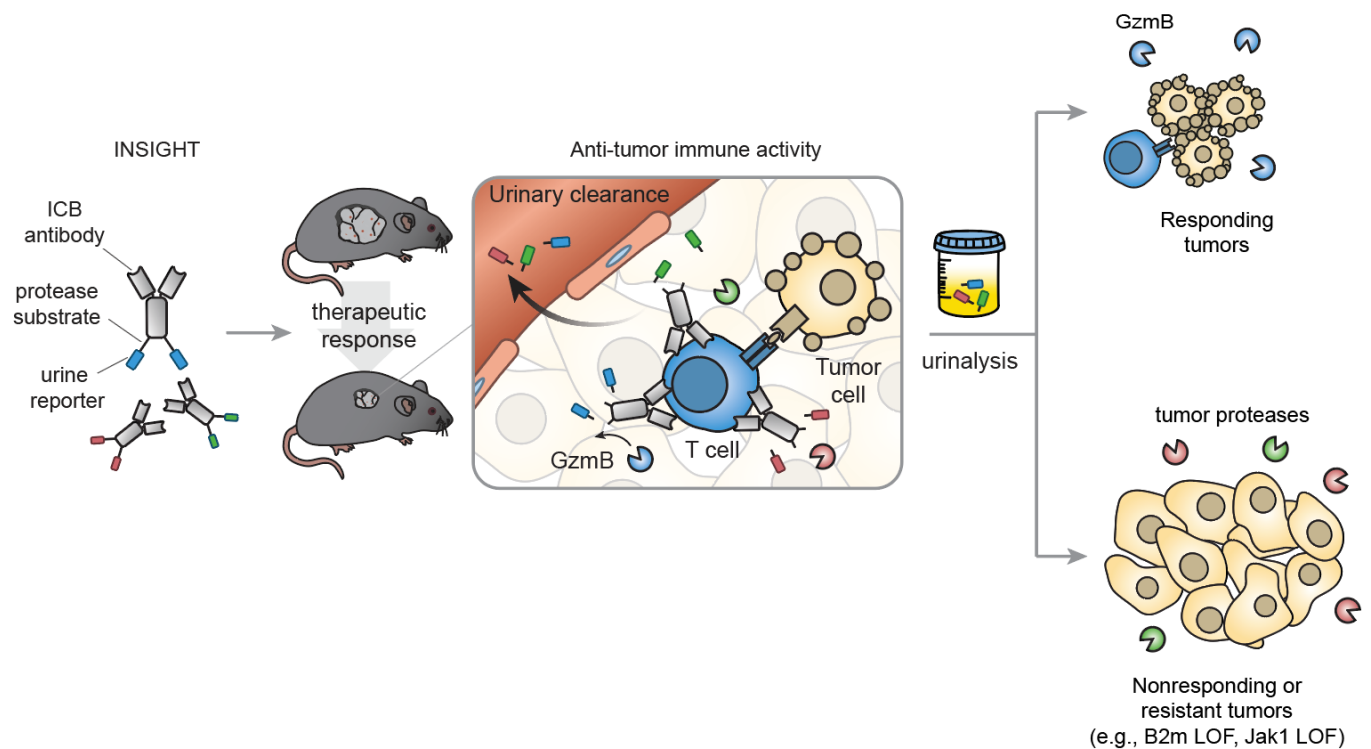 INSIGHT
ICB
antibody
protease
substrate
urine
reporter
therapeutic
response
Anti-tumor immune activity
Urinary clearance
Tumor
cell
T cell
GzmB
urinalysis
GzmB
Responding
tumors
tumor proteases
Nonresponding or
resistant tumors
(e.g., B2m LOF, Jak1 LOF)